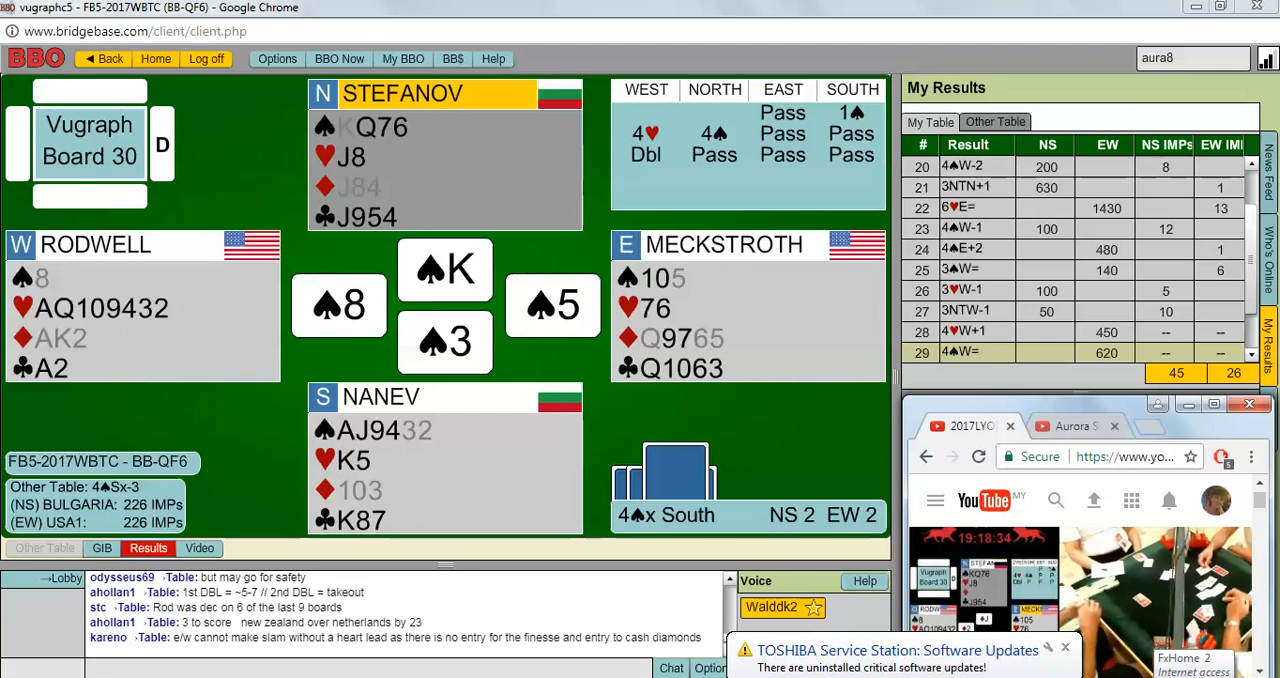 vugraphc5 - FB5-2017WBTC (BB-QF6) - Google Chrome
www.bridgebase.com/client/client.php
BBO
◄ Back Home Log off Options BBO Now My BBO BB$ Help aura8
Vugraph
Board 30
D
N STEFANOV
♠KQ76
♥J8
♦J84
♣J954
WEST NORTH EAST SOUTH
Pass 1♠
4♥ 4♠ Pass Pass
Dbl Pass Pass Pass
W RODWELL
♠8
♥AQ109432
♦AK2
♣A2
♠K
♠8
♠5
♠3
E MECKSTROTH
♠105
♥76
♦Q9765
♣Q1063
S NANEV
♠AJ9432
♥K5
♦103
♣K87
FB5-2017WBTC - BB-QF6
Other Table: 4♠Sx-3
(NS) BULGARIA: 226 IMPs
(EW) USA1: 226 IMPs
4♠x South NS 2 EW 2
Other Table GIB Results Video
My Results
My Table Other Table
# Result NS EW NS IMPs EW IMI
20 4♠W-2 200 8
21 3NTN+1 630 1
22 6♥E= 1430 13
23 4♠W-1 100 12
24 4♠E+2 480 1
25 3♠W= 140 6
26 3♥W-1 100 5
27 3NTW-1 50 10
28 4♥W+1 450 -- --
29 4♠W= 620 -- --
45 26
News Feed
Who's Online
My Results
→Lobby
odysseus69 →Table: but may go for safety
ahollan1 →Table: 1st DBL = ~5-7 // 2nd DBL = takeout
stc →Table: Rod was dec on 6 of the last 9 boards
ahollan1 →Table: 3 to score new zealand over netherlands by 23
kareno →Table: e/w cannot make slam without a heart lead as there is no entry for the finesse and entry to cash diamonds
Chat Option
Voice Help
Walddk2
2017LYO
Aurora S
Secure https://www.yo...
5
YouTube MY
19:18:34
Vugraph
Board 30
TOSHIBA Service Station: Software Updates
There are uninstalled critical software updates!
FxHome 2
Internet access